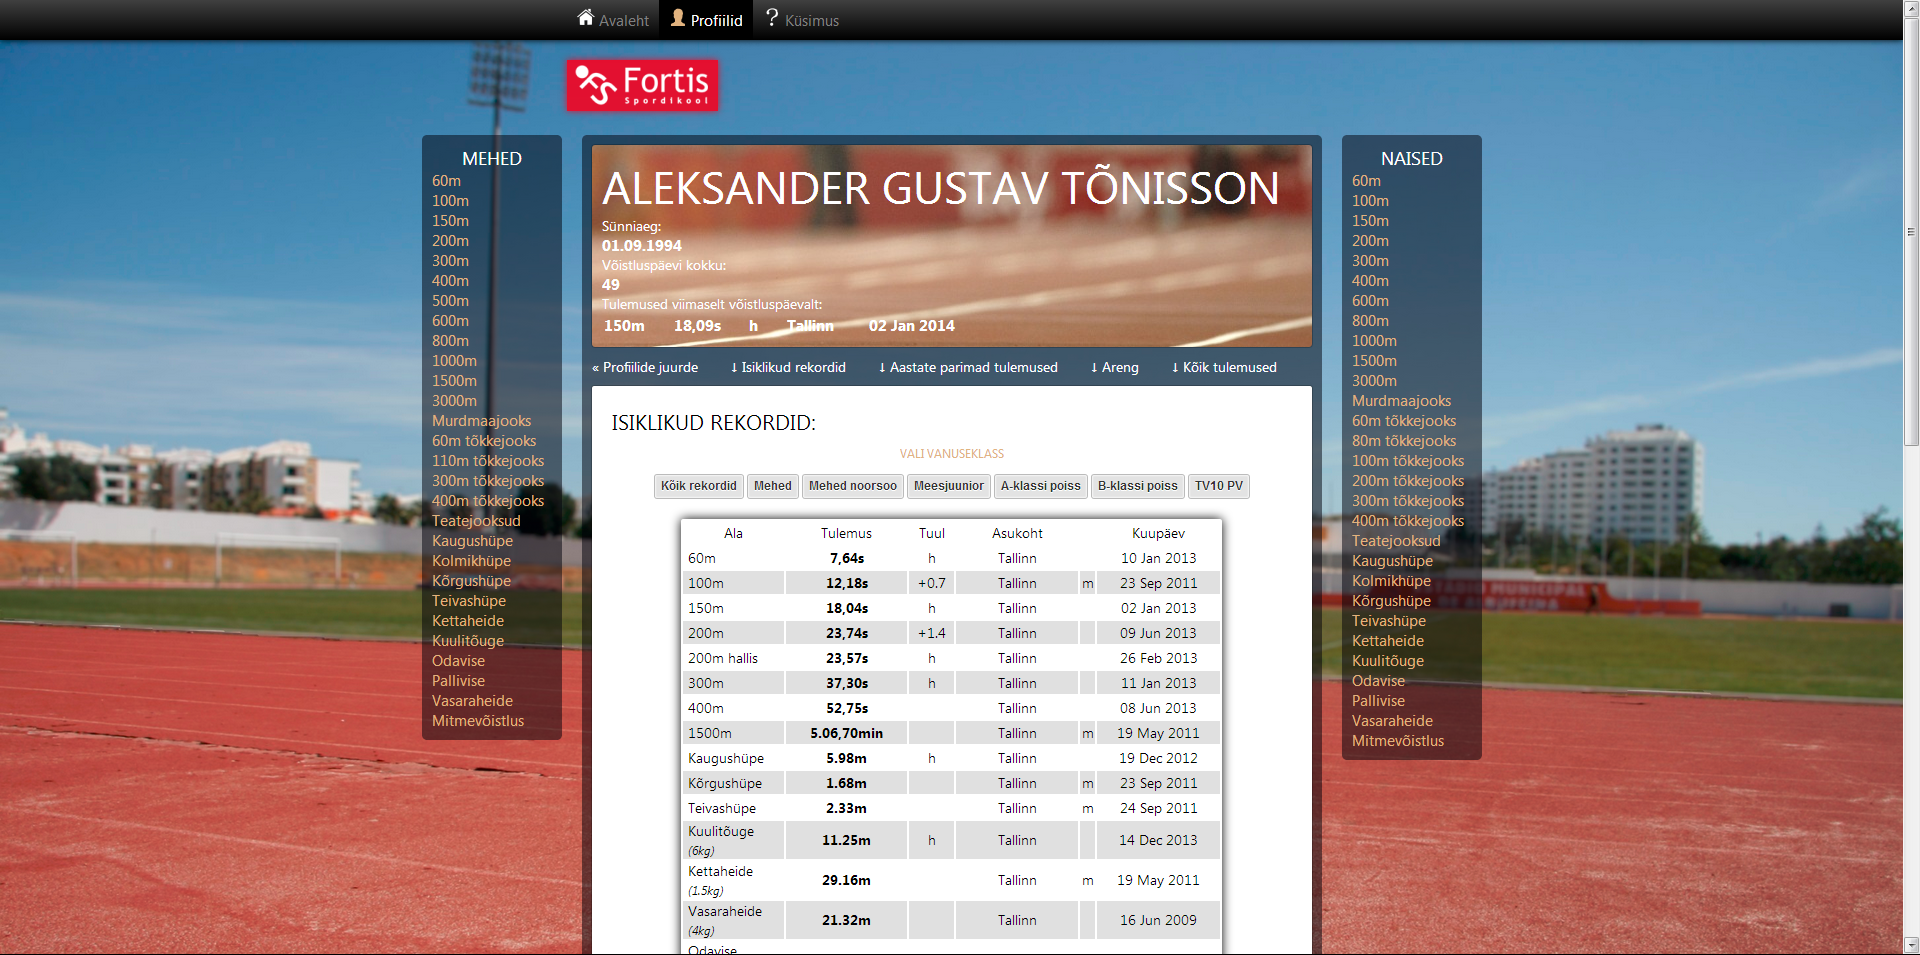 Avaleht Profiilid Küsimus
Fortis
Spordikool
MEHED
60m
100m
150m
200m
300m
400m
500m
600m
800m
1000m
1500m
3000m
Murdmaajooks
60m tõkkejooks
110m tõkkejooks
300m tõkkejooks
400m tõkkejooks
Teatejooksud
Kaugushüpe
Kolmikhüpe
Kõrgushüpe
Teivashüpe
Kettaheide
Kuulitõuge
Odavise
Pallivise
Vasaraheide
Mitmevõistlus
ALEKSANDER GUSTAV TÕNISSON
Sünniaeg:
01.09.1994
Võistluspäevi kokku:
49
Tulemused viimaselt võistluspäevalt:
150m 18,09s h Tallinn 02 Jan 2014
« Profiilide juurde ↓ Isiklikud rekordid ↓ Aastate parimad tulemused ↓ Areng ↓ Kõik tulemused
ISIKLIKUD REKORDID:
VALI VANUSEKLASS
Kõik rekordid Mehed Mehed noorsoo Meesjuunior A-klassi poiss B-klassi poiss TV10 PV
Ala Tulemus Tuul Asukoht Kuupäev
60m 7,64s h Tallinn 10 Jan 2013
100m 12,18s +0.7 Tallinn m 23 Sep 2011
150m 18,04s h Tallinn 02 Jan 2013
200m 23,74s +1.4 Tallinn 09 Jun 2013
200m hallis 23,57s h Tallinn 26 Feb 2013
300m 37,30s h Tallinn 11 Jan 2013
400m 52,75s Tallinn 08 Jun 2013
1500m 5.06,70min Tallinn m 19 May 2011
Kaugushüpe 5.98m h Tallinn 19 Dec 2012
Kõrgushüpe 1.68m Tallinn m 23 Sep 2011
Teivashüpe 2.33m Tallinn m 24 Sep 2011
Kuulitõuge (6kg) 11.25m h Tallinn 14 Dec 2013
Kettaheide (1.5kg) 29.16m Tallinn m 19 May 2011
Vasaraheide (4kg) 21.32m Tallinn 16 Jun 2009
Odavise
NAISED
60m
100m
150m
200m
300m
400m
600m
800m
1000m
1500m
3000m
Murdmaajooks
60m tõkkejooks
80m tõkkejooks
100m tõkkejooks
200m tõkkejooks
300m tõkkejooks
400m tõkkejooks
Teatejooksud
Kaugushüpe
Kolmikhüpe
Kõrgushüpe
Teivashüpe
Kettaheide
Kuulitõuge
Odavise
Pallivise
Vasaraheide
Mitmevõistlus